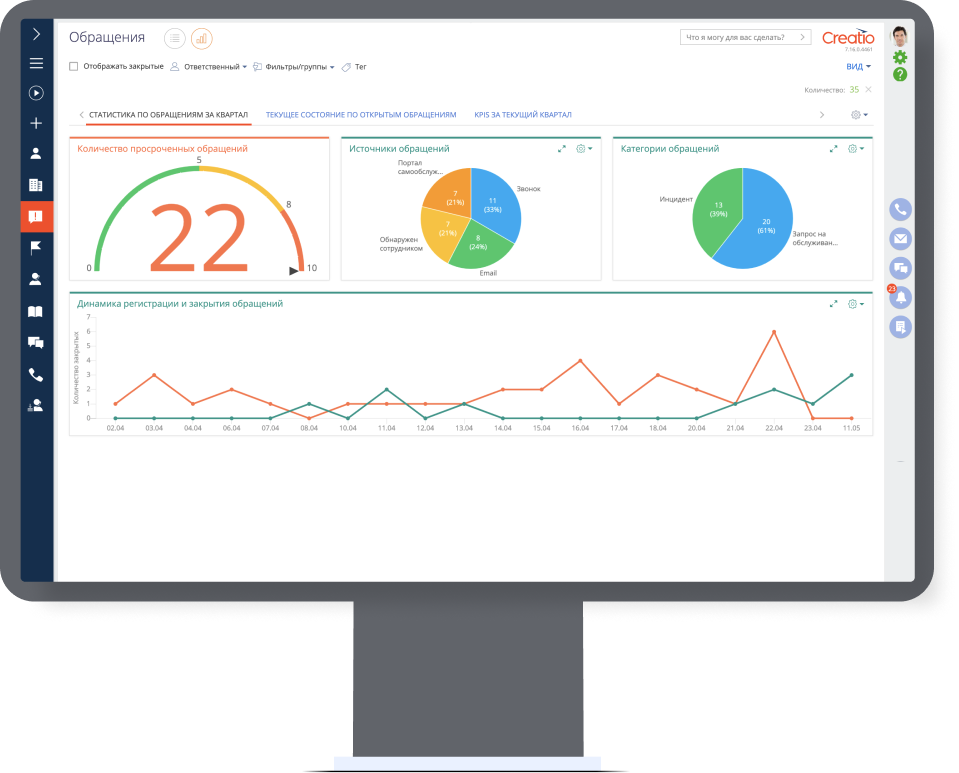 Обращения
Что я могу для вас сделать?
Creatio
7.16.0.4461
Отображать закрытые
Ответственный
Фильтры/группы
Тег
ВИД
Количество: 35
СТАТИСТИКА ПО ОБРАЩЕНИЯМ ЗА КВАРТАЛ
ТЕКУЩЕЕ СОСТОЯНИЕ ПО ОТКРЫТЫМ ОБРАЩЕНИЯМ
KPIS ЗА ТЕКУЩИЙ КВАРТАЛ
Количество просроченных обращений
5
8
22
0
10
Источники обращений
Портал
самообслуж...
Звонок
7
(21%)
11
(33%)
7
(21%)
8
(24%)
Обнаружен
сотрудником
Email
Категории обращений
Инцидент
13
(39%)
20
(61%)
Запрос на
обслуживан...
23
Динамика регистрации и закрытия обращений
Количество закрытых
7
6
5
4
3
2
1
0
02.04 03.04 04.04 06.04 07.04 08.04 10.04 11.04 12.04 13.04 14.04 15.04 16.04 17.04 18.04 20.04 21.04 22.04 23.04 11.05